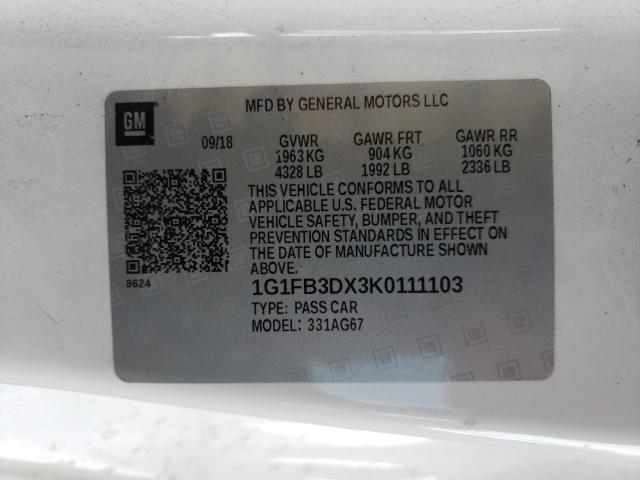 GM
MFD BY GENERAL MOTORS LLC
09/18 GVWR GAWR FRT GAWR RR
1963 KG 904 KG 1060 KG
4328 LB 1992 LB 2336 LB
THIS VEHICLE CONFORMS TO ALL
APPLICABLE U.S. FEDERAL MOTOR
VEHICLE SAFETY, BUMPER, AND THEFT
PREVENTION STANDARDS IN EFFECT ON
THE DATE OF MANUFACTURE SHOWN
ABOVE.
8624
1G1FB3DX3K0111103
TYPE: PASS CAR
MODEL: 331AG67